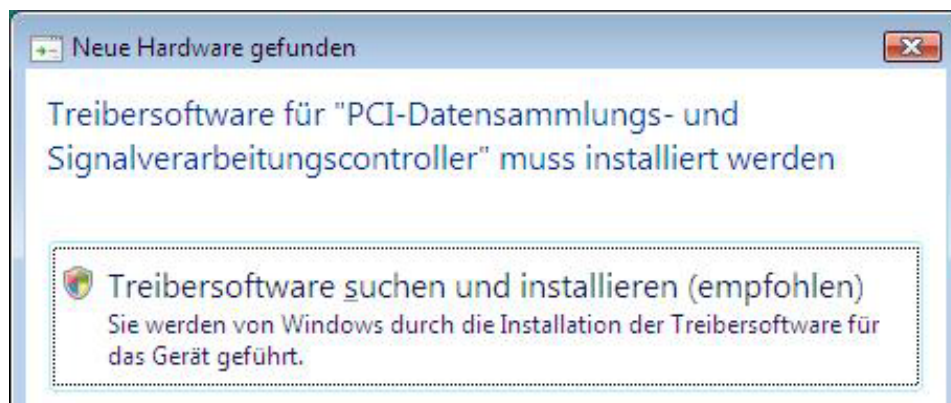 Neue Hardware gefunden
Treibersoftware für "PCI-Datensammlungs- und
Signalverarbeitungscontroller" muss installiert werden
Treibersoftware suchen und installieren (empfohlen)
Sie werden von Windows durch die Installation der Treibersoftware für
das Gerät geführt.